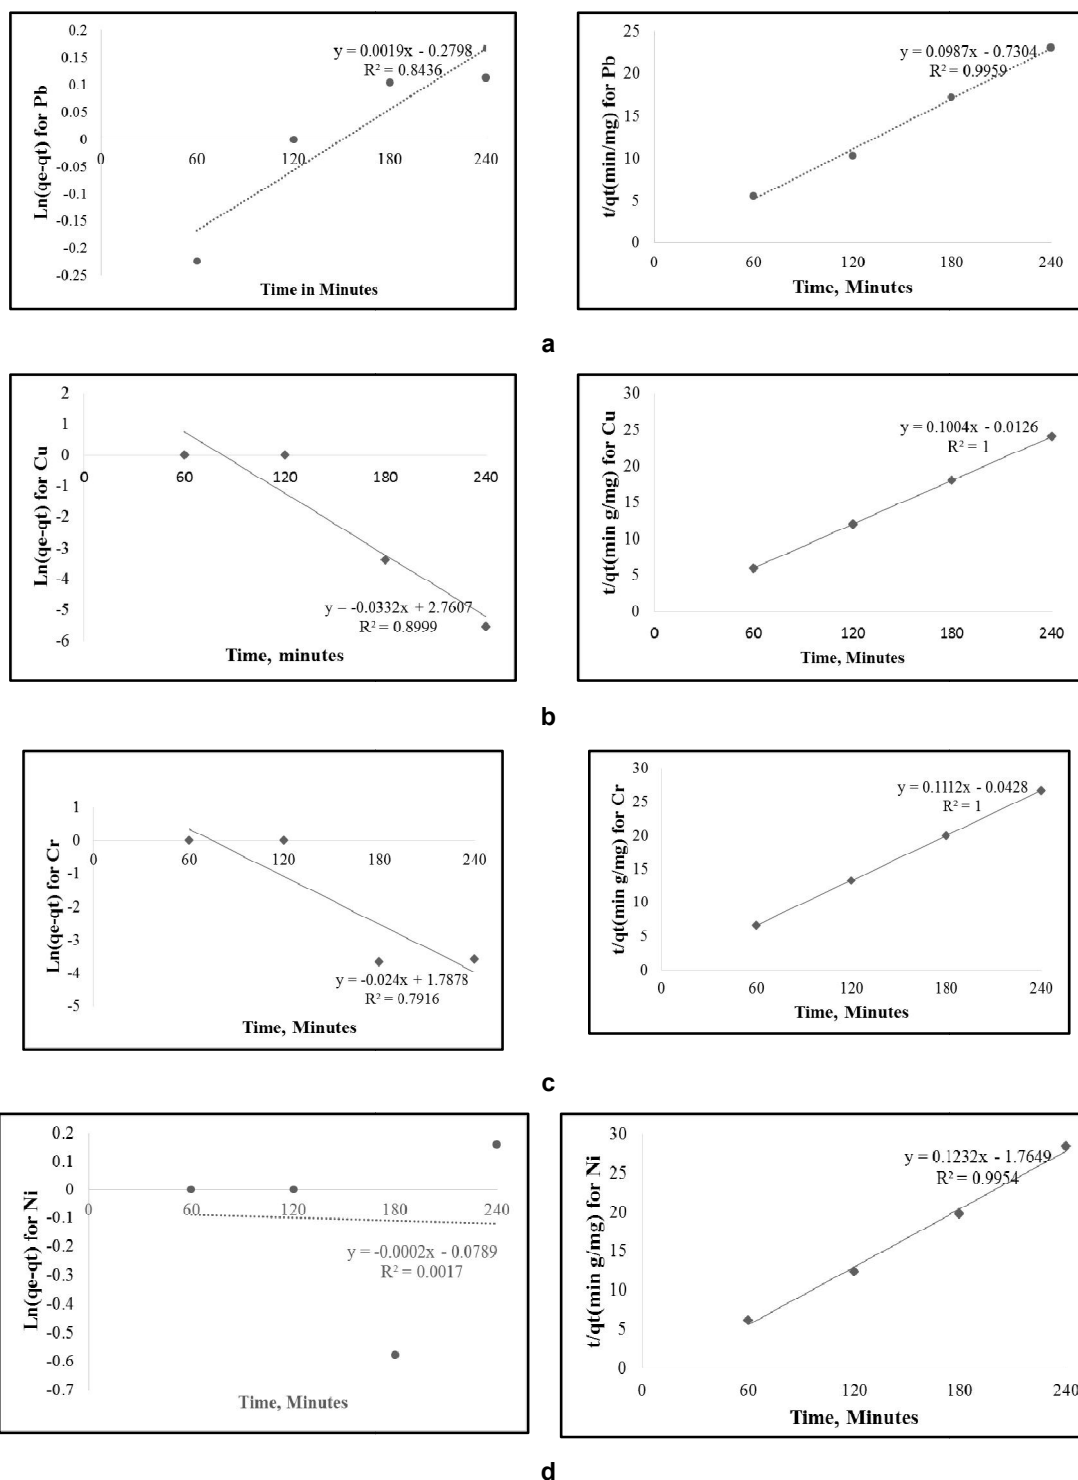 0.2
0.15
0.1
0.05
0
-0.05
-0.1
-0.15
-0.2
-0.25
0
60
120
180
240
y = 0.0019x - 0.2798
R² = 0.8436
Ln(qe-qt) for Pb
Time in Minutes
25
20
15
10
5
0
0
60
120
180
240
y = 0.0987x - 0.7304
R² = 0.9959
t/qt(min/mg) for Pb
Time, Minutes
a
2
1
0
-1
-2
-3
-4
-5
-6
0
60
120
180
240
y = -0.0332x + 2.7607
R² = 0.8999
Ln(qe-qt) for Cu
Time, minutes
30
25
20
15
10
5
0
0
60
120
180
240
y = 0.1004x - 0.0126
R² = 1
t/qt(min g/mg) for Cu
Time, Minutes
b
1
0
-1
-2
-3
-4
-5
0
60
120
180
240
y = -0.024x + 1.7878
R² = 0.7916
Ln(qe-qt) for Cr
Time, Minutes
30
25
20
15
10
5
0
0
60
120
180
240
y = 0.1112x - 0.0428
R² = 1
t/qt(min g/mg) for Cr
Time, Minutes
c
0.2
0.1
0
-0.1
-0.2
-0.3
-0.4
-0.5
-0.6
-0.7
0
60
120
180
240
y = -0.0002x - 0.0789
R² = 0.0017
Ln(qe-qt) for Ni
Time, Minutes
30
25
20
15
10
5
0
0
60
120
180
240
y = 0.1232x - 1.7649
R² = 0.9954
t/qt(min g/mg) for Ni
Time, Minutes
d